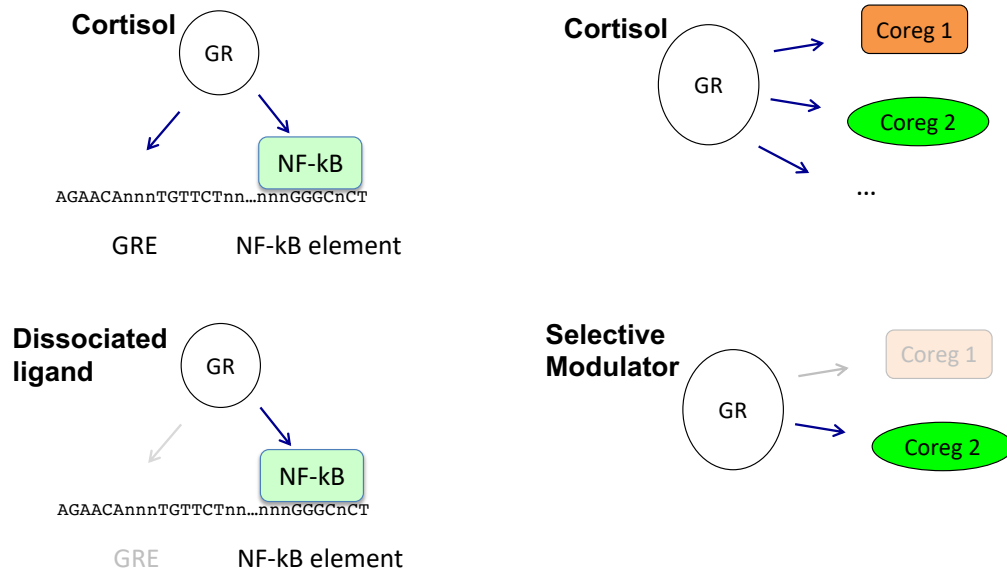 Cortisol
GR
NF-kB
AGAACAnnnTGTTCTnn…nnnGGGCnCT
GRE
NF-kB element
Cortisol
GR
Coreg 1
Coreg 2
...
Dissociated
ligand
GR
NF-kB
AGAACAnnnTGTTCTnn…nnnGGGCnCT
GRE
NF-kB element
Selective
Modulator
GR
Coreg 1
Coreg 2